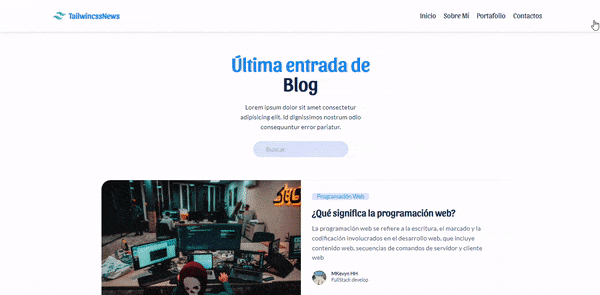 TailwincssNews
Inicio Sobre Mí Portafolio Contactos
Última entrada de
Blog
Lorem ipsum dolor sit amet consectetur
adipisicing elit. Id dignissimos nostrum odio
consequuntur error pariatur.
Buscar
Programación Web
¿Qué significa la programación web?
La programación web se refiere a la escritura, el marcado y la
codificación involucrados en el desarrollo web, que incluye
contenido web, secuencias de comandos de servidor y cliente
web
MKevyn HH
FullStack develop